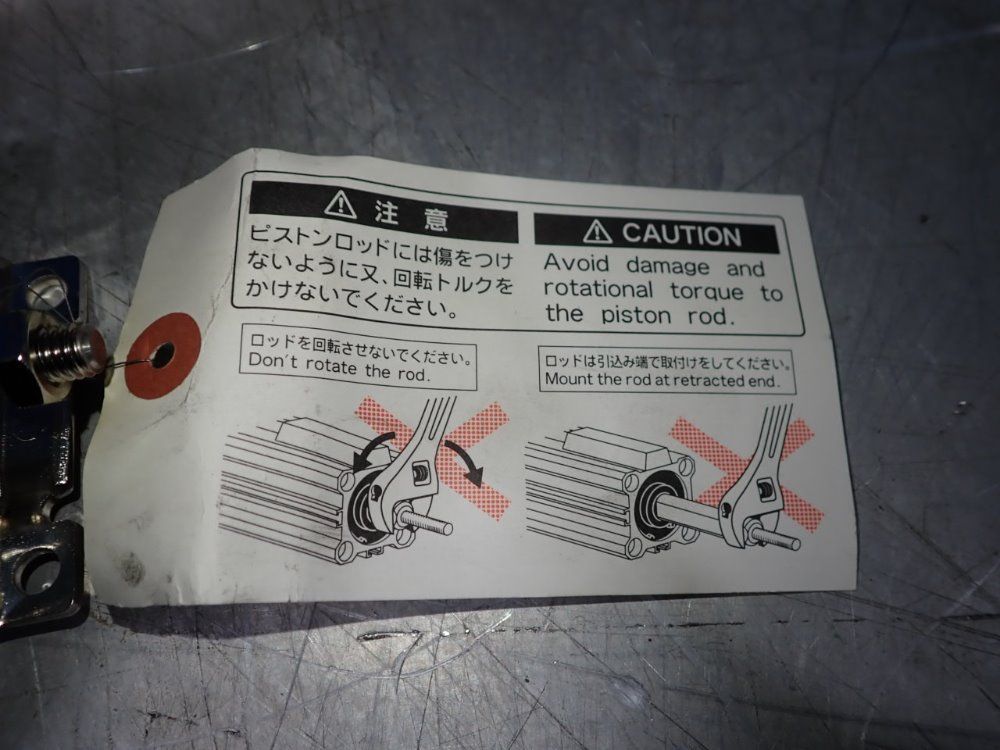 ⚠ 注 意
ピストンロッドには傷をつけ
ないように又、回転トルクを
かけないでください。
⚠ CAUTION
Avoid damage and
rotational torque to
the piston rod.
ロッドを回転させないでください。
Don't rotate the rod.
ロッドは引込み端で取付けをしてください。
Mount the rod at retracted end.